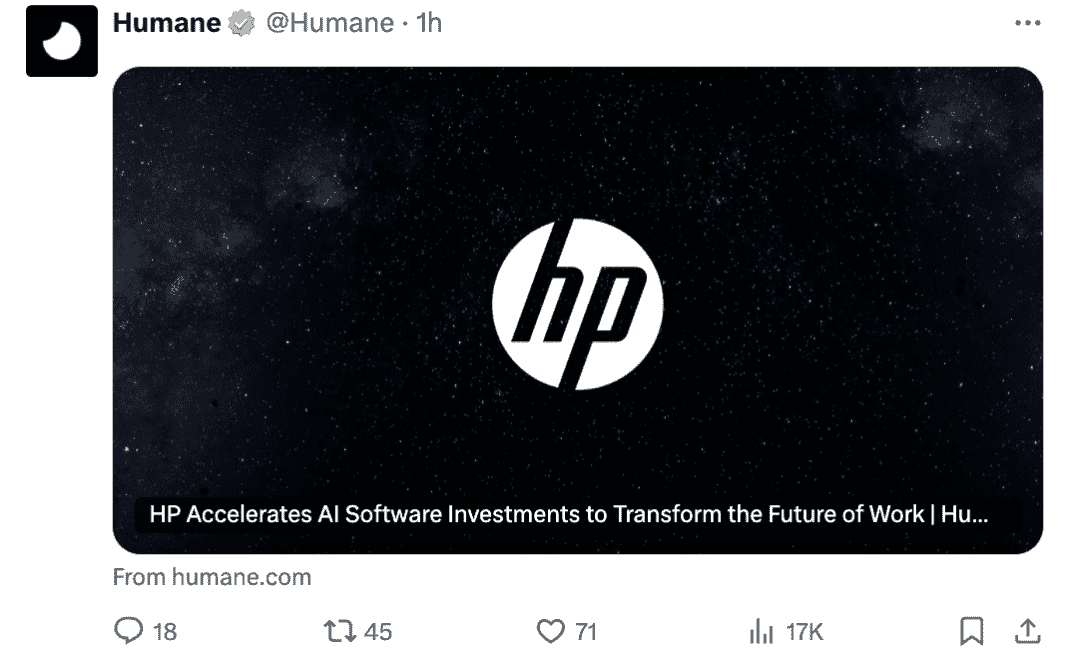 Humane @Humane · 1h
hp
HP Accelerates AI Software Investments to Transform the Future of Work | Hu...
From humane.com
18 45 71 17K